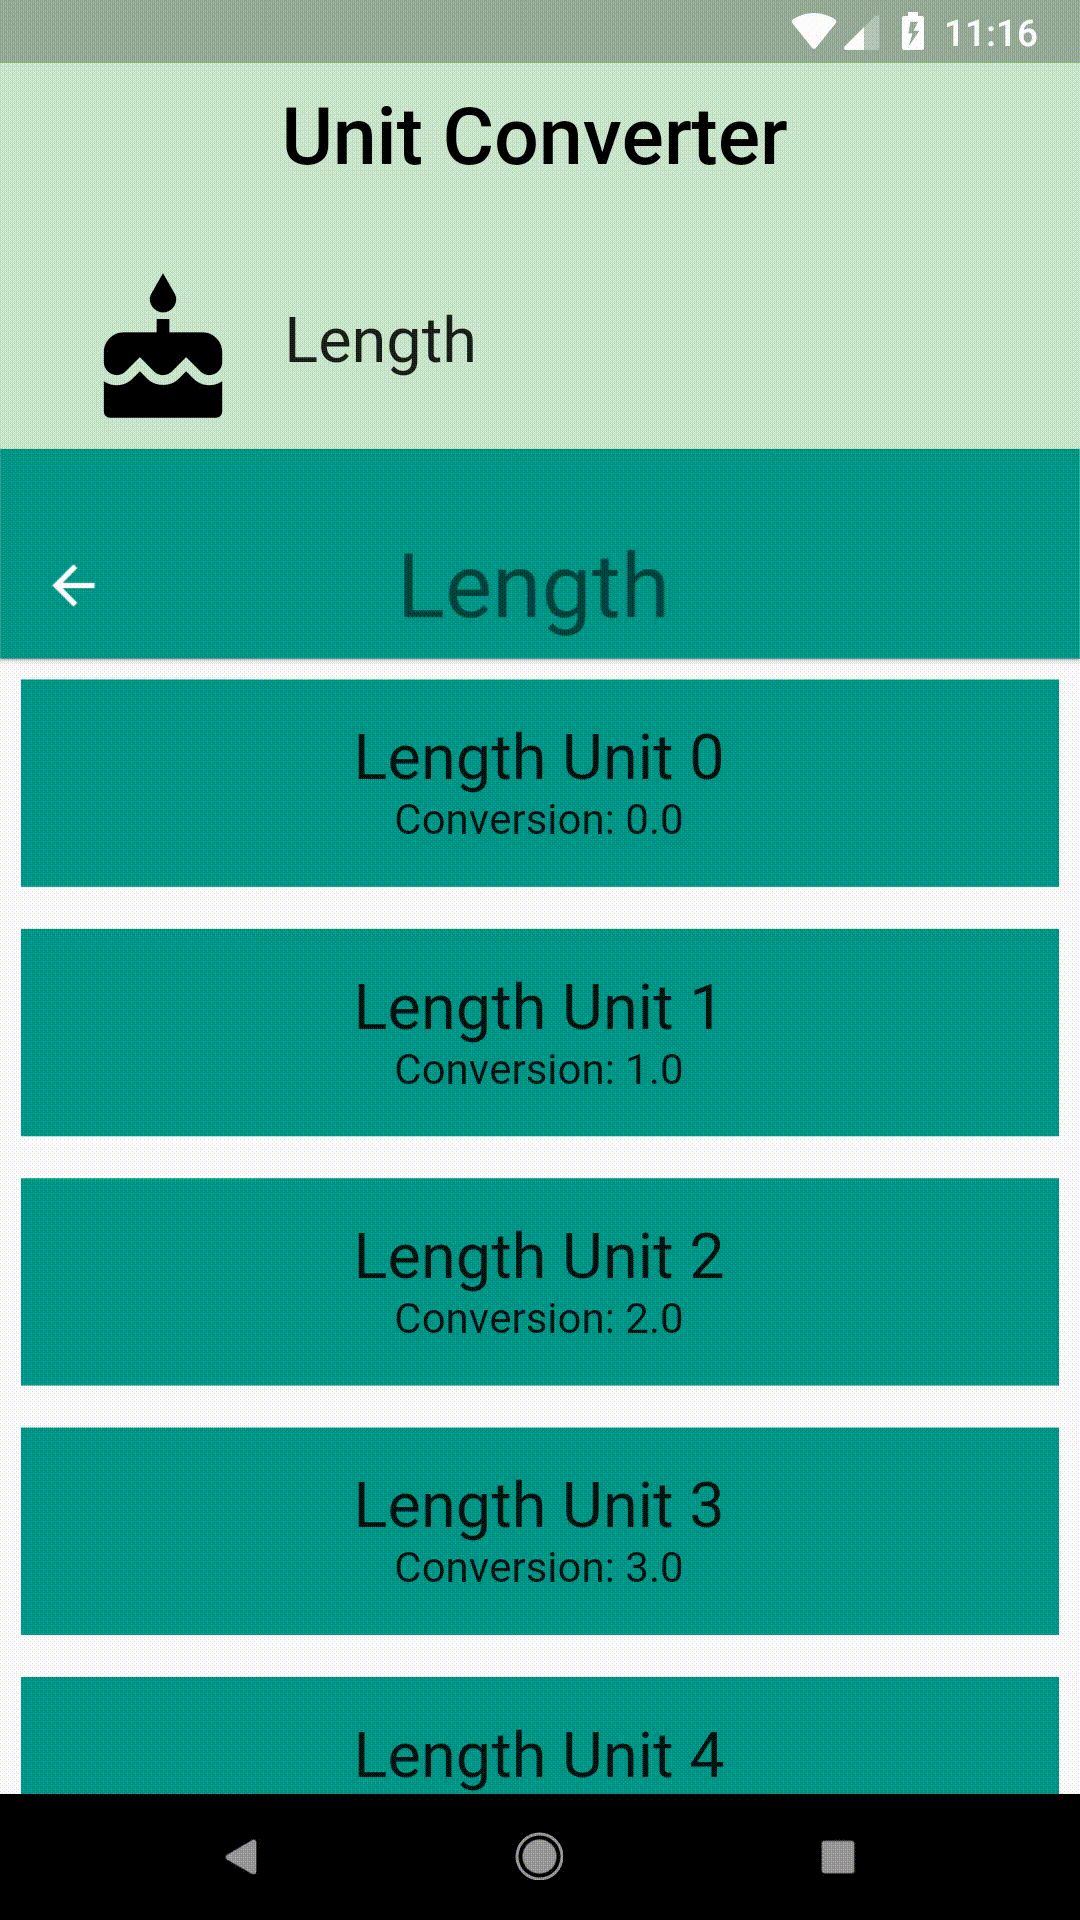 11:16
Unit Converter
Length
Length
Length Unit 0
Conversion: 0.0
Length Unit 1
Conversion: 1.0
Length Unit 2
Conversion: 2.0
Length Unit 3
Conversion: 3.0
Length Unit 4